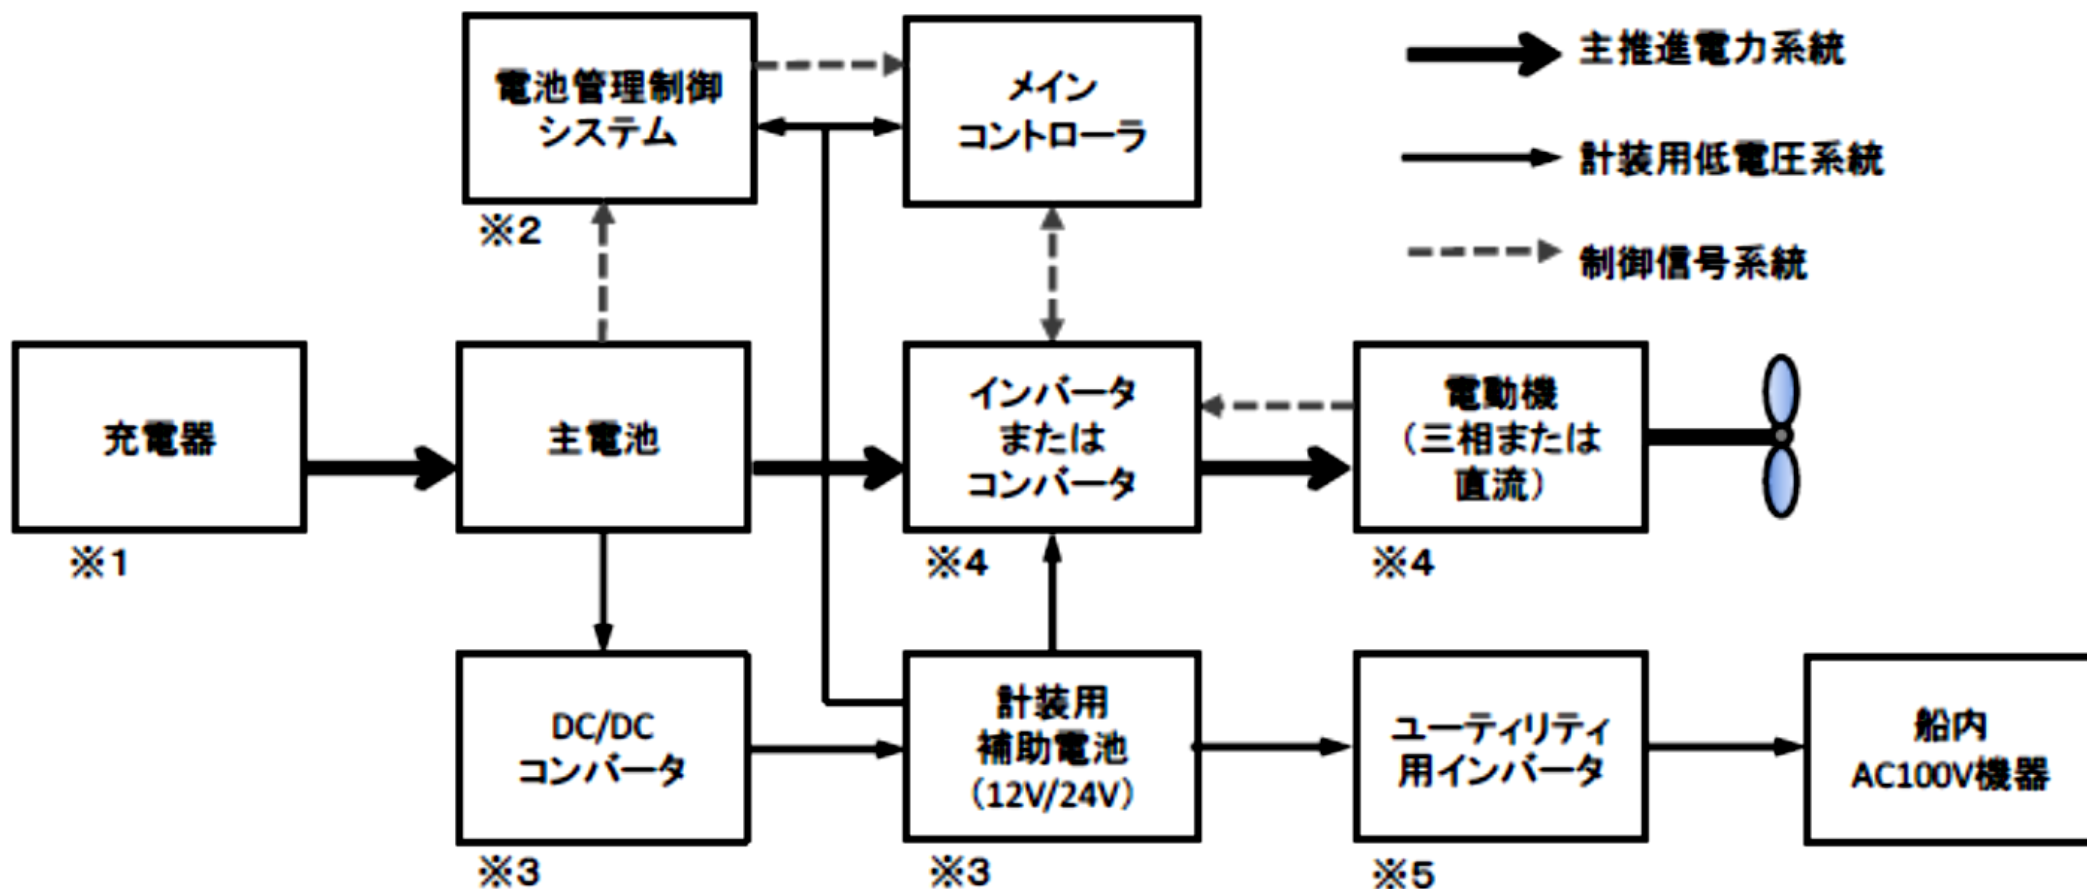 電池管理制御
システム
※2
メイン
コントローラ
主推進電力系統
計装用低電圧系統
制御信号系統
充電器
※1
主電池
インバータ
または
コンバータ
※4
電動機
（三相または
直流）
※4
DC/DC
コンバータ
※3
計装用
補助電池
（12V/24V）
※3
ユーティリティ
用インバータ
※5
船内
AC100V機器